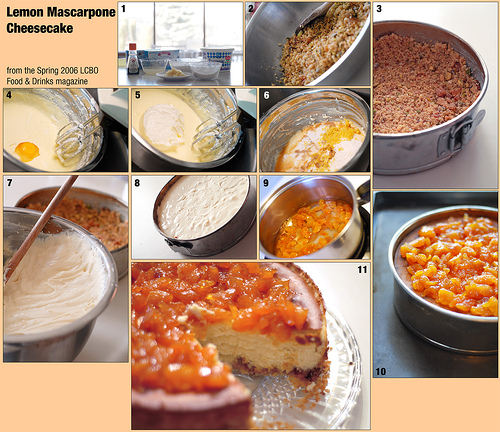 Lemon Mascarpone
Cheesecake
from the Spring 2006 LCBO
Food & Drinks magazine
1
2
3
4
5
6
7
8
9
10
11